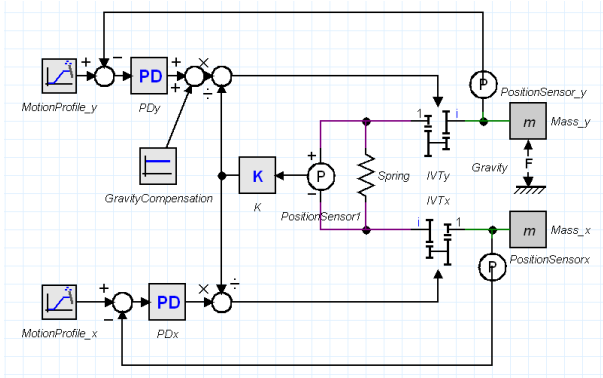 P
PositionSensor_y
MotionProfile_y
+
−
PD
PDy
+
+
×
÷
1
i
IVTy
m
Mass_y
Gravity
F
GravityCompensation
K
K
+
P
−
PositionSensor1
Spring
IVTx
i
1
m
Mass_x
P
PositionSensorx
MotionProfile_x
+
−
PD
PDx
×
÷